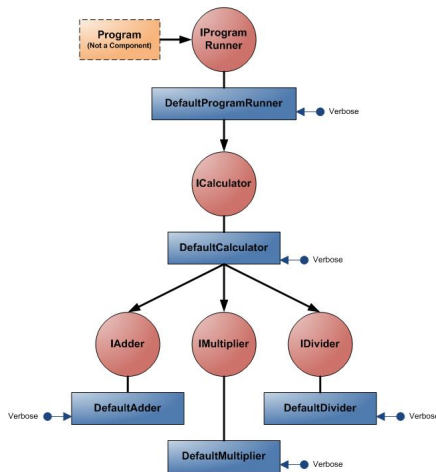 Program
(Not a Component)
IProgram
Runner
DefaultProgramRunner
Verbose
ICalculator
DefaultCalculator
Verbose
IAdder
IMultiplier
IDivider
DefaultAdder
DefaultDivider
Verbose
Verbose
DefaultMultiplier
Verbose